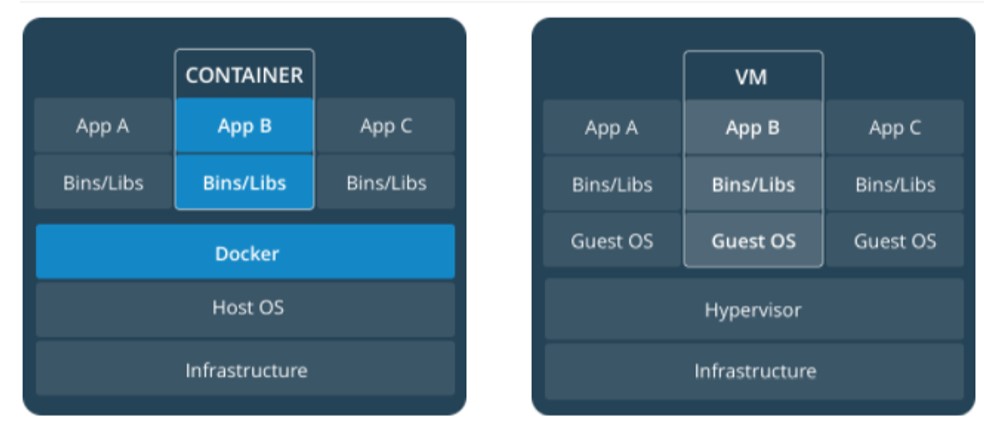 CONTAINER
App A App B App C
Bins/Libs Bins/Libs Bins/Libs
Docker
Host OS
Infrastructure
VM
App A App B App C
Bins/Libs Bins/Libs Bins/Libs
Guest OS Guest OS Guest OS
Hypervisor
Infrastructure